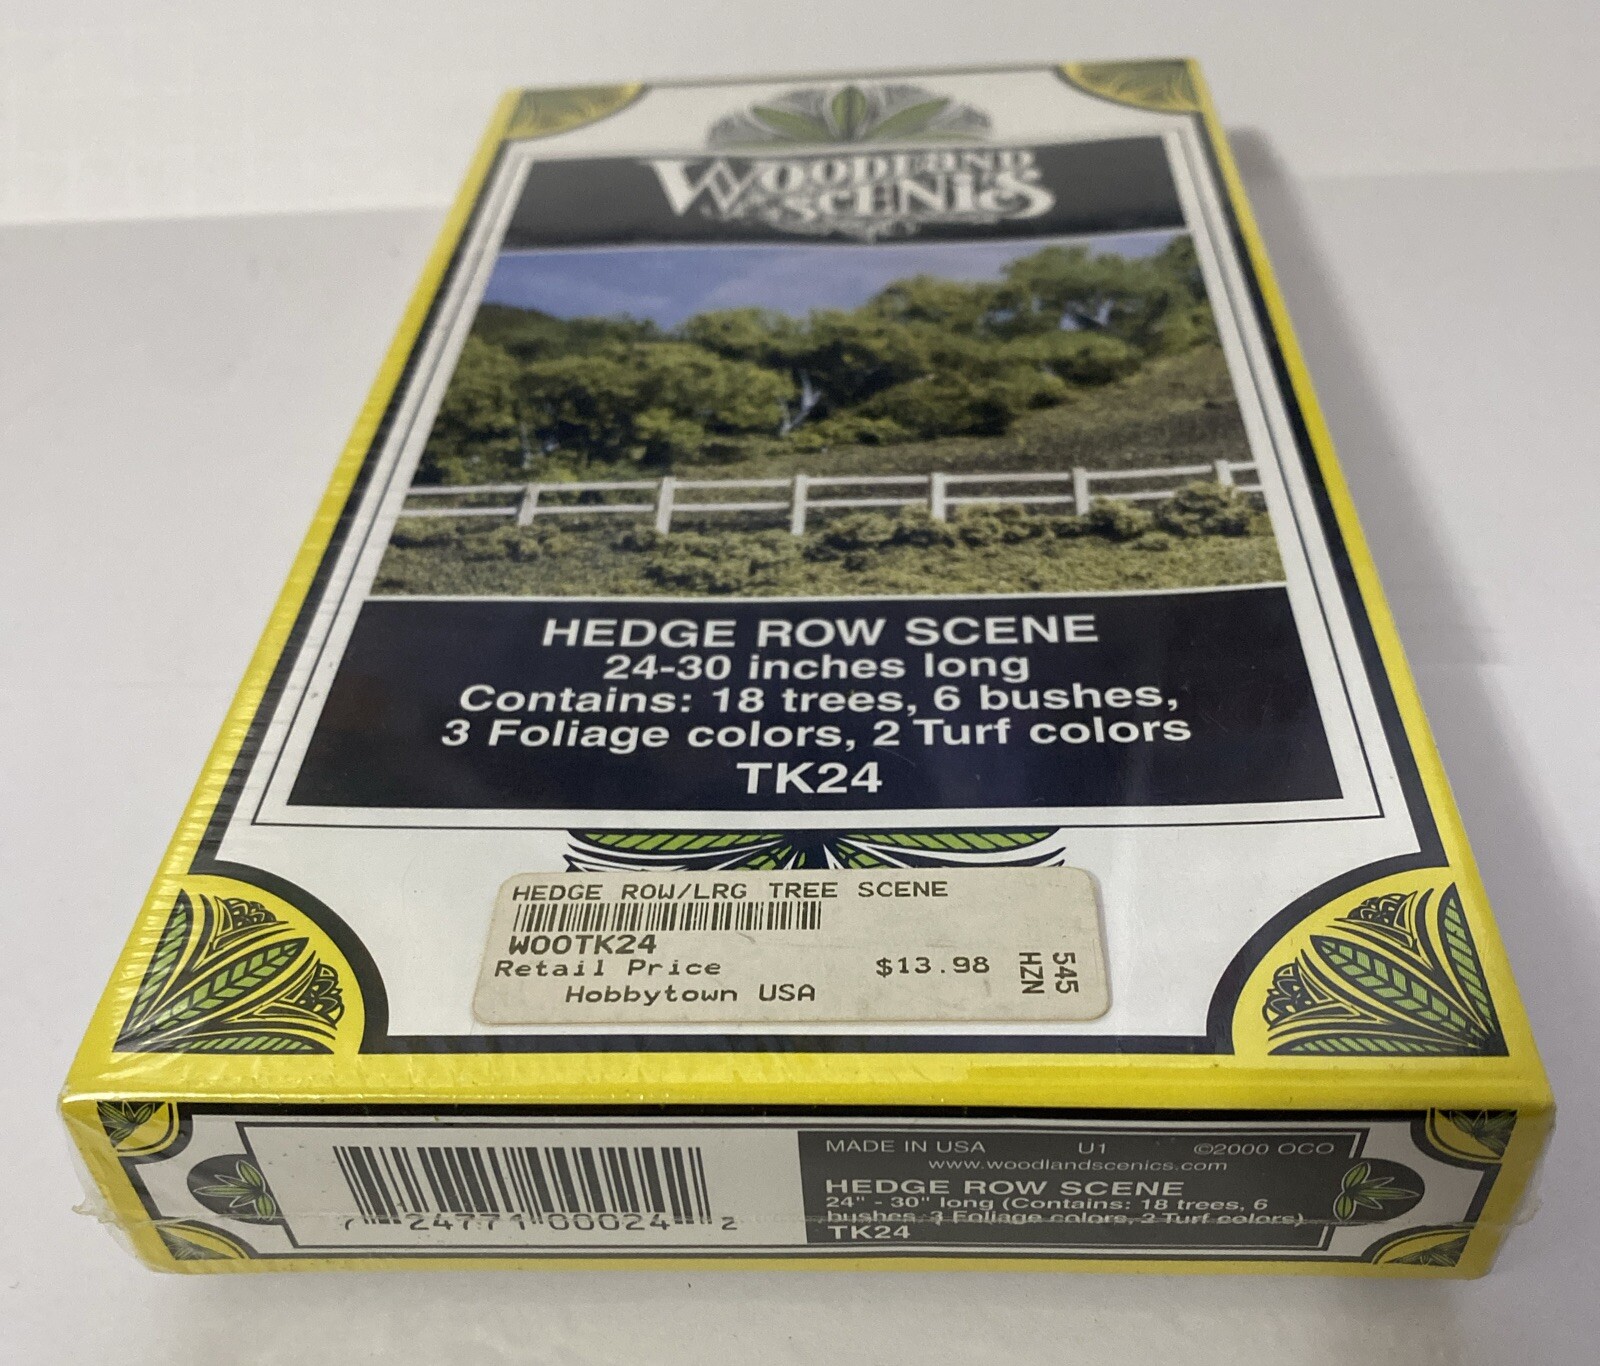 WOODLAND
SCENICS
HEDGE ROW SCENE
24-30 inches long
Contains: 18 trees, 6 bushes,
3 Foliage colors, 2 Turf colors
TK24
HEDGE ROW/LRG TREE SCENE
WOOTK24
Retail Price $13.98
Hobbytown USA
545
HZN
7 24771 00024 2
MADE IN USA U1 ©2000 OCO
www.woodlandscenics.com
HEDGE ROW SCENE
24" - 30" long (Contains: 18 trees, 6
bushes, 3 Foliage colors, 2 Turf colors)
TK24